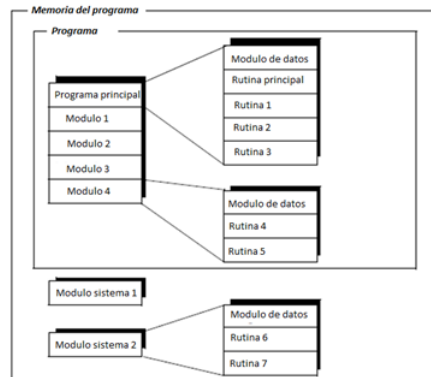 Memoria del programa
Programa
Programa principal
Modulo 1
Modulo 2
Modulo 3
Modulo 4
Modulo de datos
Rutina principal
Rutina 1
Rutina 2
Rutina 3
Modulo de datos
Rutina 4
Rutina 5
Modulo sistema 1
Modulo sistema 2
Modulo de datos
Rutina 6
Rutina 7